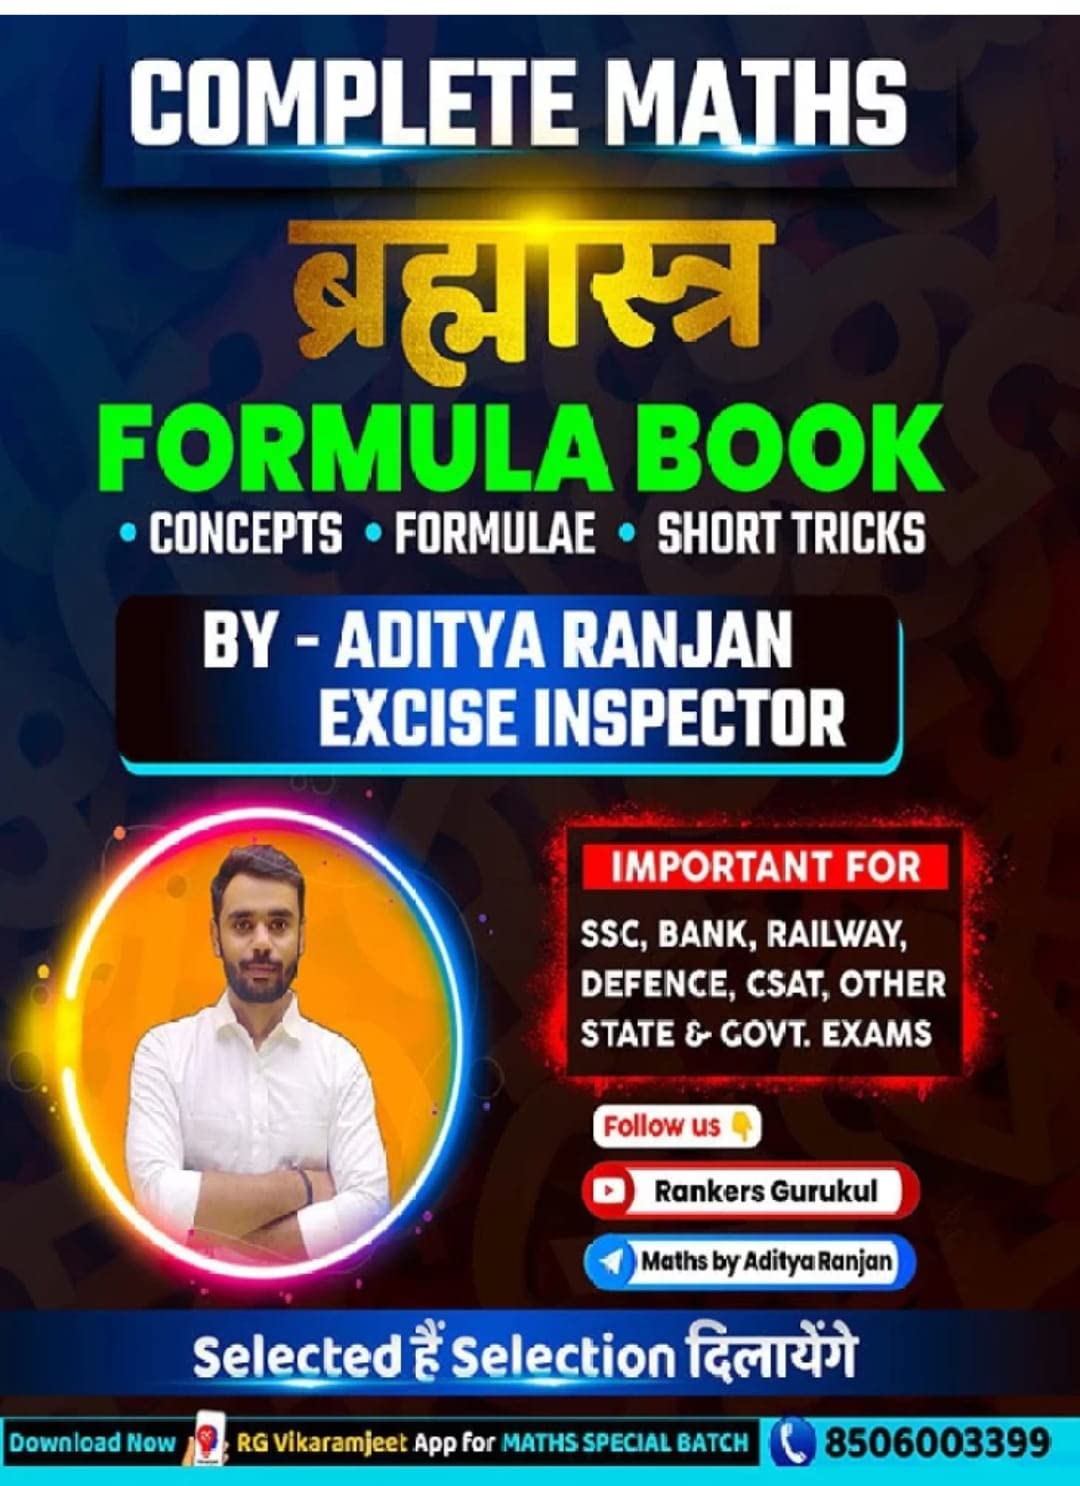 COMPLETE MATHS
ब्रह्मास्त्र
FORMULA BOOK
• CONCEPTS • FORMULAE • SHORT TRICKS
BY - ADITYA RANJAN
EXCISE INSPECTOR
IMPORTANT FOR
SSC, BANK, RAILWAY,
DEFENCE, CSAT, OTHER
STATE & GOVT. EXAMS
Follow us 👇
Rankers Gurukul
Maths by Aditya Ranjan
Selected हैं Selection दिलायेंगे
Download Now RG Vikaramjeet App for MATHS SPECIAL BATCH 8506003399